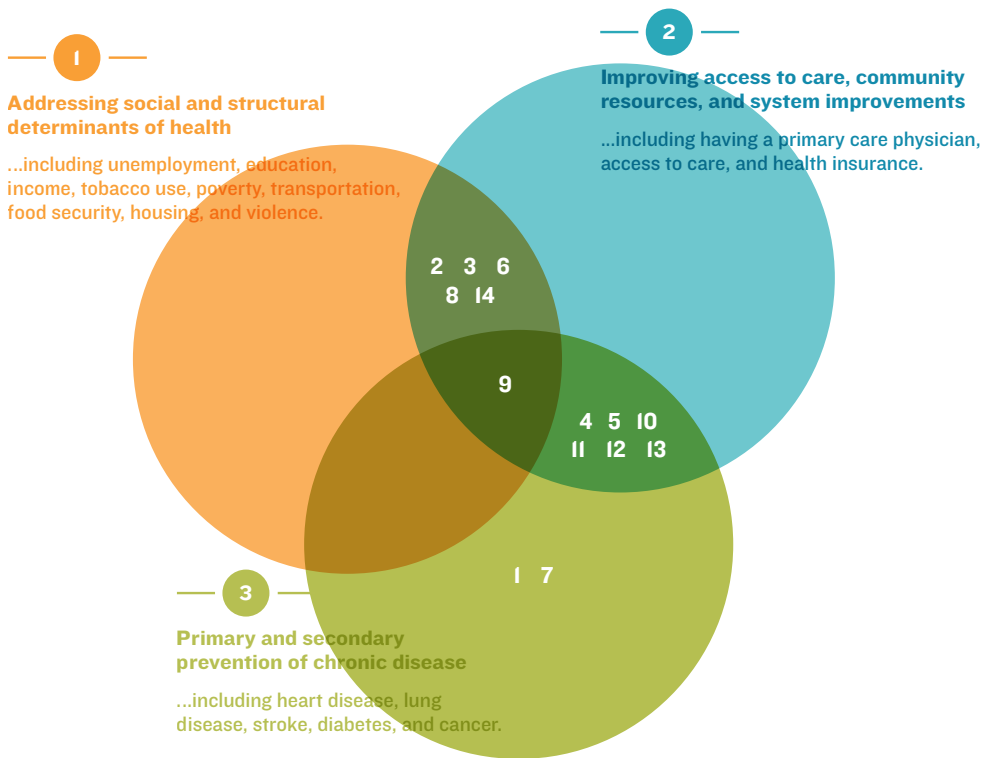 1
Addressing social and structural
determinants of health
...including unemployment, education,
income, tobacco use, poverty, transportation,
food security, housing, and violence.
2
Improving access to care, community
resources, and system improvements
...including having a primary care physician,
access to care, and health insurance.
2 3 6
8 14
9
4 5 10
11 12 13
1 7
3
Primary and secondary
prevention of chronic disease
...including heart disease, lung
disease, stroke, diabetes, and cancer.